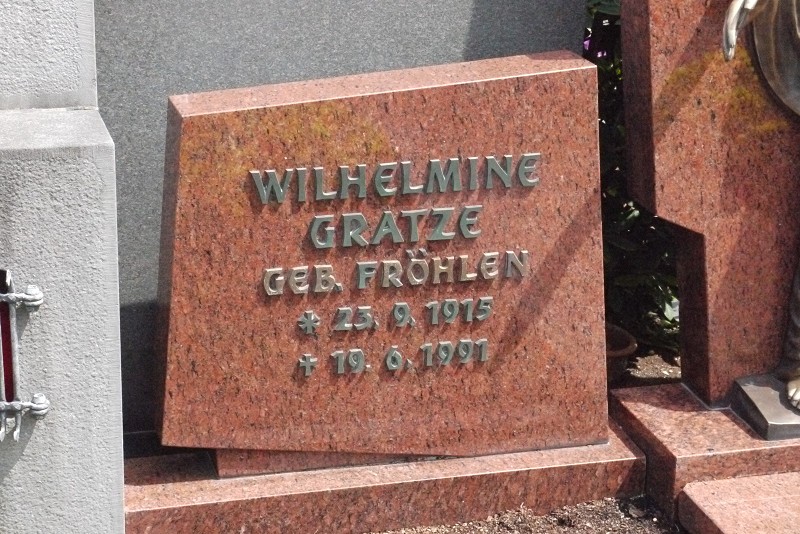 WILHELMINE
GRATZE
GEB. FRÖHLEN
* 23. 9. 1915
+ 19. 6. 1991